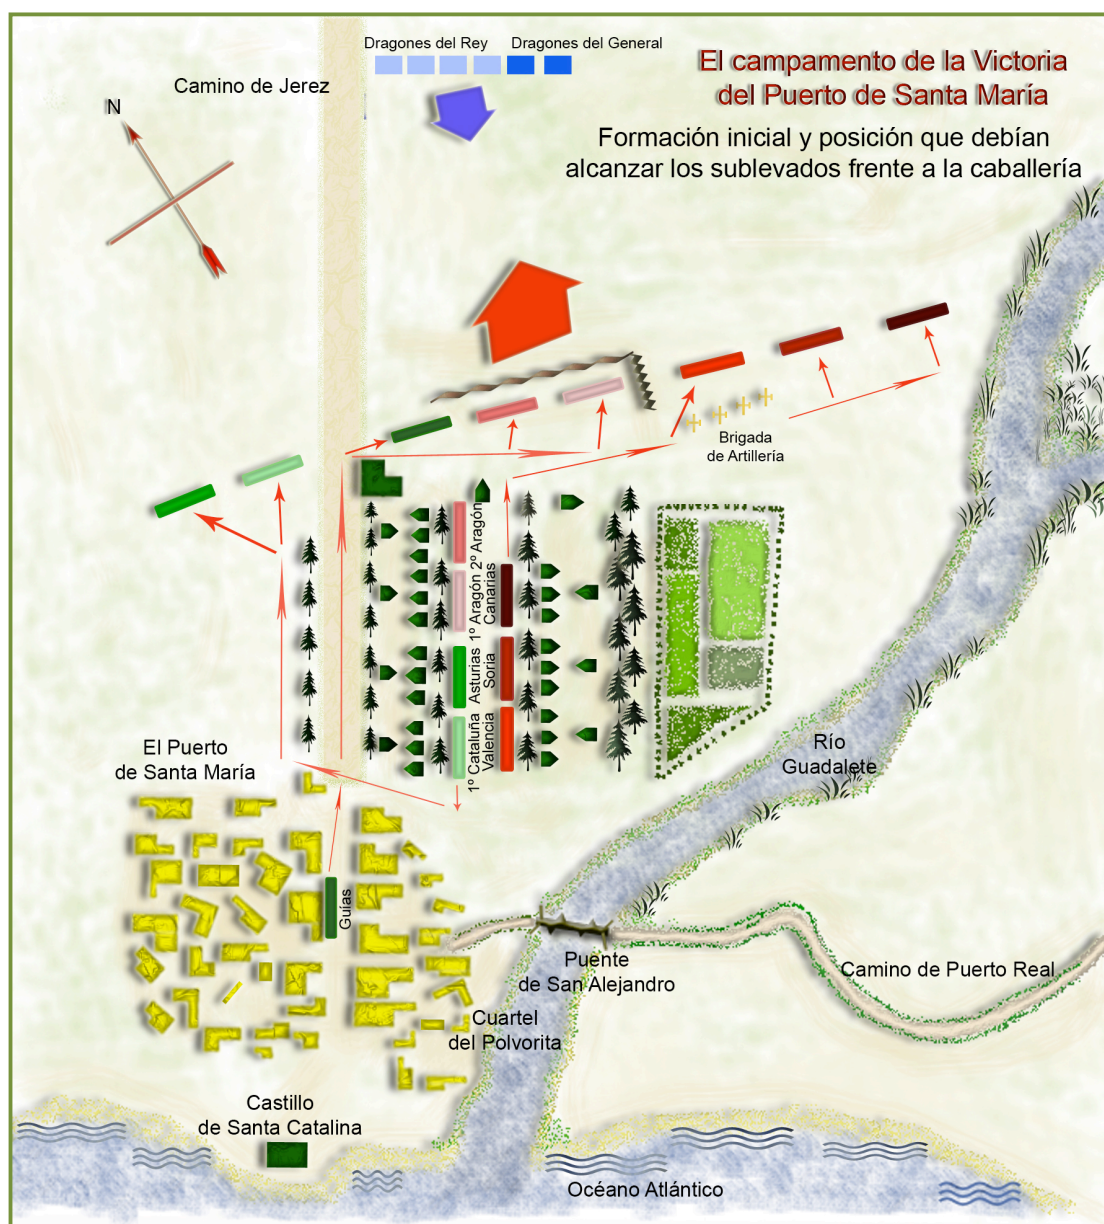 Dragones del Rey
Dragones del General
El campamento de la Victoria
del Puerto de Santa María
Formación inicial y posición que debían
alcanzar los sublevados frente a la caballería
Camino de Jerez
N
Brigada
de Artillería
1º Cataluña Asturias 1º Aragón 2º Aragón
Valencia Soria Canarias
El Puerto
de Santa María
Río
Guadalete
Guías
Puente
de San Alejandro
Camino de Puerto Real
Cuartel
del Polvorita
Castillo
de Santa Catalina
Océano Atlántico